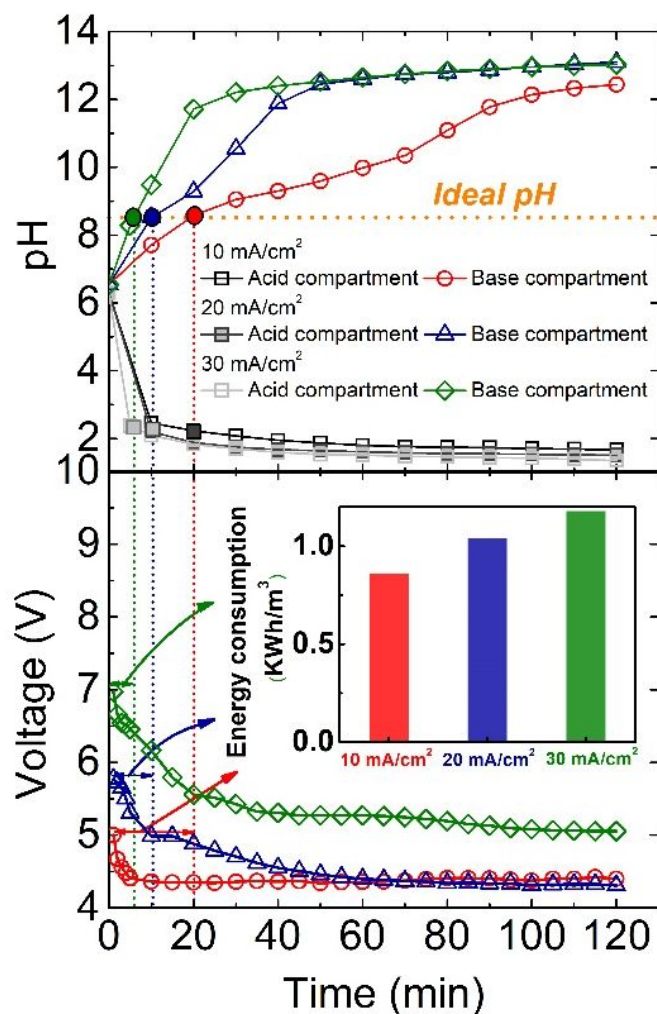 14
12
10
8
6
4
2
pH
Ideal pH
10 mA/cm²
Acid compartment Base compartment
20 mA/cm²
Acid compartment Base compartment
30 mA/cm²
Acid compartment Base compartment
10
9
8
7
6
5
4
Voltage (V)
Energy consumption
(KWh/m³)
1.0
0.5
0.0
10 mA/cm² 20 mA/cm² 30 mA/cm²
0 20 40 60 80 100 120
Time (min)